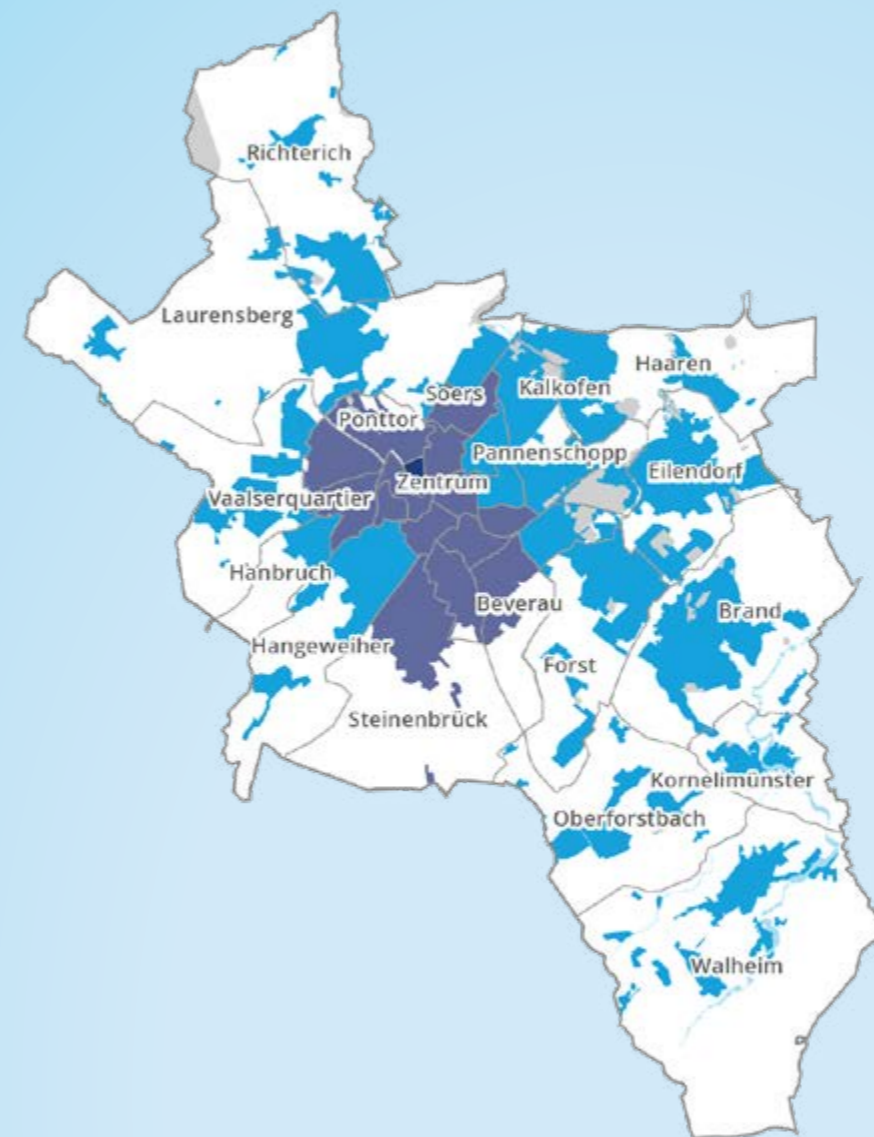 Richterich
Laurensberg
Haaren
Soers
Kalkofen
Ponttor
Pannenschopp
Eilendorf
Zentrum
Vaalserquartier
Hanbruch
Beverau
Brand
Hangeweiher
Forst
Steinenbrück
Kornelimünster
Oberforstbach
Walheim